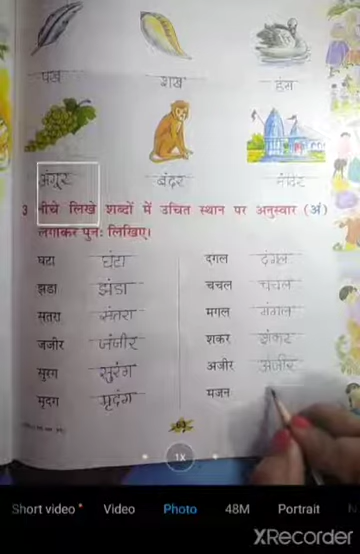 पंख शंख हंस
अंगूर बंदर मंदिर
3 नीचे लिखे शब्दों में उचित स्थान पर अनुस्वार (अं)
लगाकर पुनः लिखिए।
घटा घंटा दगल दंगल
झडा झंडा चचल चंचल
सतरा संतरा मगल मंगल
जजीर जंजीर शकर शंकर
सुरग सुरंग अजीर अंजीर
मृदग मृदंग मजन
1X
Short video Video Photo 48M Portrait
XRecorder